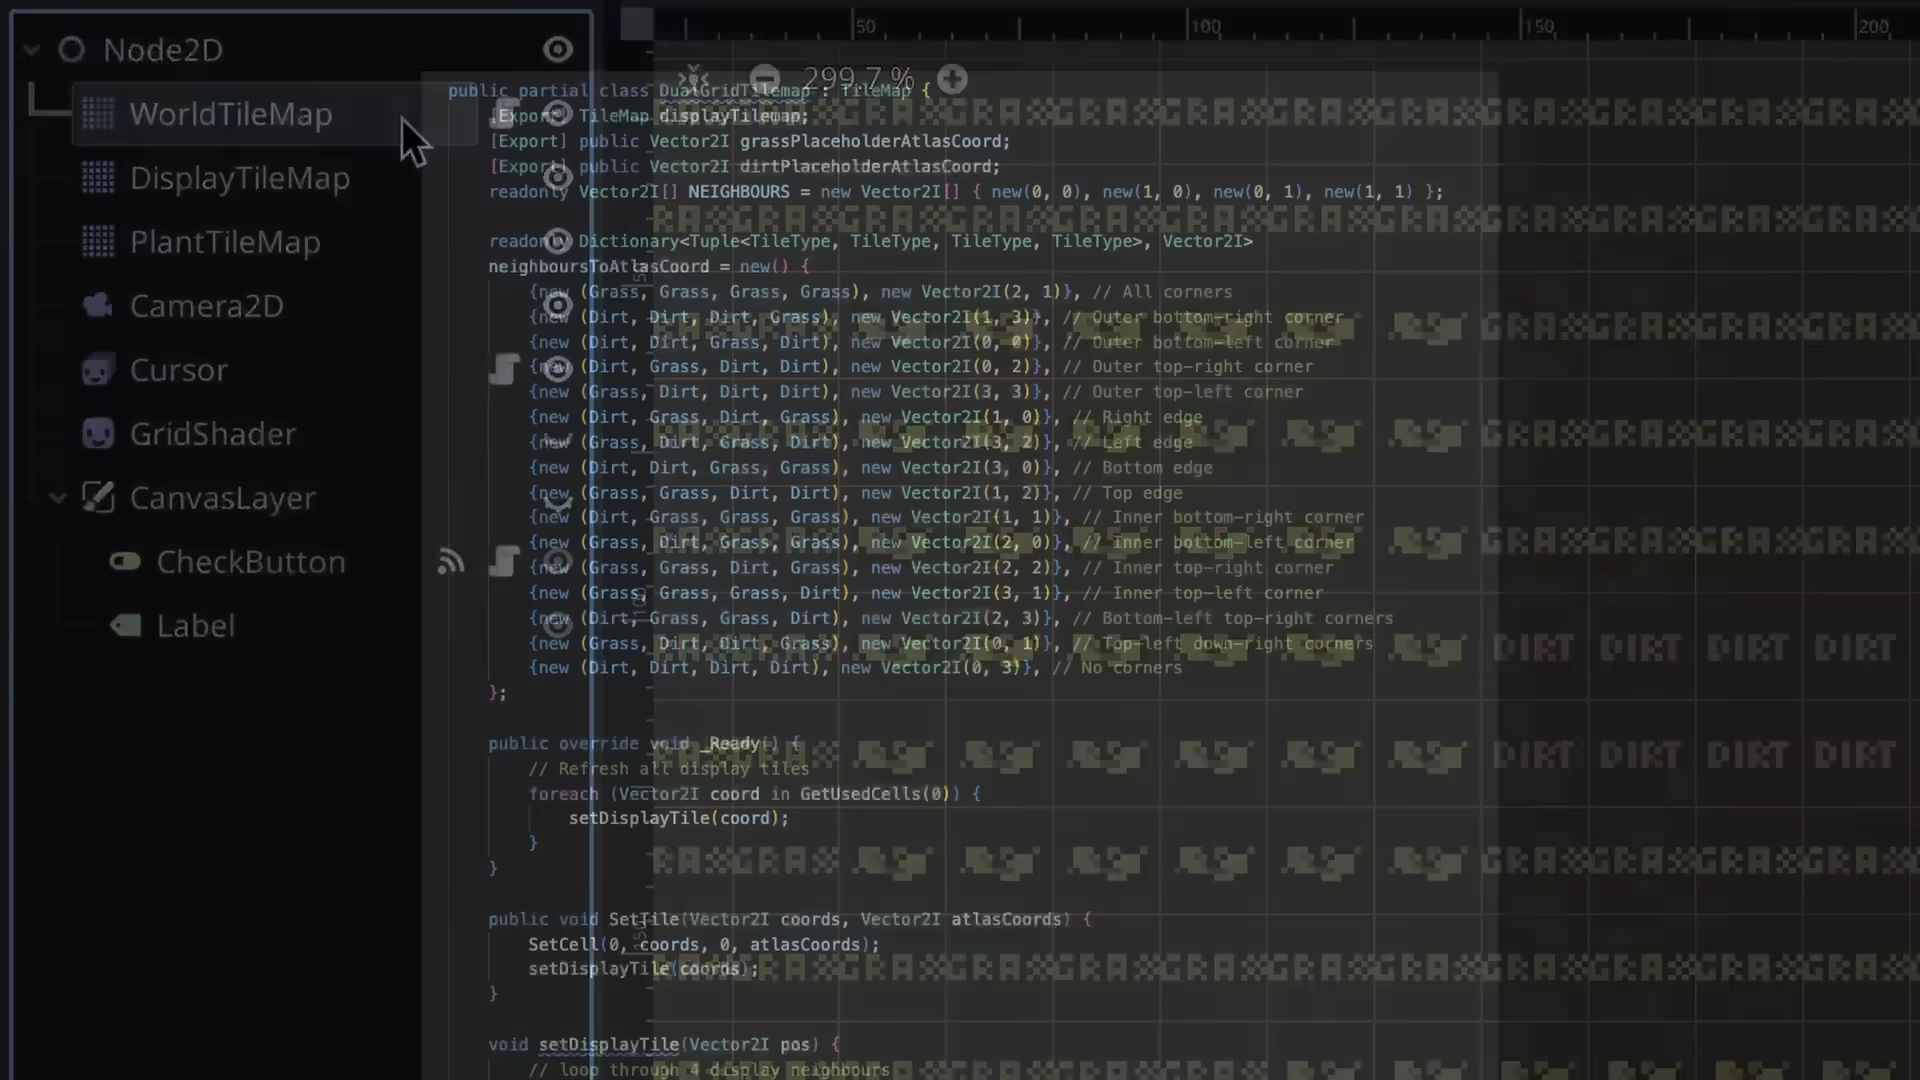 Node2D
WorldTileMap
DisplayTileMap
PlantTileMap
Camera2D
Cursor
GridShader
CanvasLayer
CheckButton
Label
50
100
150
200
299.7 %
public partial class DualGridTilemap : TileMap {
[Export] TileMap displayTilemap;
[Export] public Vector2I grassPlaceholderAtlasCoord;
[Export] public Vector2I dirtPlaceholderAtlasCoord;
readonly Vector2I[] NEIGHBOURS = new Vector2I[] { new(0, 0), new(1, 0), new(0, 1), new(1, 1) };
readonly Dictionary<Tuple<TileType, TileType, TileType, TileType>, Vector2I>
neighboursToAtlasCoord = new() {
{new (Grass, Grass, Grass, Grass), new Vector2I(2, 1)}, // All corners
{new (Dirt, Dirt, Dirt, Grass), new Vector2I(1, 3)}, // Outer bottom-right corner
{new (Dirt, Dirt, Grass, Dirt), new Vector2I(0, 0)}, // Outer bottom-left corner
{new (Dirt, Grass, Dirt, Dirt), new Vector2I(0, 2)}, // Outer top-right corner
{new (Grass, Dirt, Dirt, Dirt), new Vector2I(3, 3)}, // Outer top-left corner
{new (Dirt, Grass, Dirt, Grass), new Vector2I(1, 0)}, // Right edge
{new (Grass, Dirt, Grass, Dirt), new Vector2I(3, 2)}, // Left edge
{new (Dirt, Dirt, Grass, Grass), new Vector2I(3, 0)}, // Bottom edge
{new (Grass, Grass, Dirt, Dirt), new Vector2I(1, 2)}, // Top edge
{new (Dirt, Grass, Grass, Grass), new Vector2I(1, 1)}, // Inner bottom-right corner
{new (Grass, Dirt, Grass, Grass), new Vector2I(2, 0)}, // Inner bottom-left corner
{new (Grass, Grass, Dirt, Grass), new Vector2I(2, 2)}, // Inner top-right corner
{new (Grass, Grass, Grass, Dirt), new Vector2I(3, 1)}, // Inner top-left corner
{new (Dirt, Grass, Grass, Dirt), new Vector2I(2, 3)}, // Bottom-left top-right corners
{new (Grass, Dirt, Dirt, Grass), new Vector2I(0, 1)}, // Top-left down-right corners
{new (Dirt, Dirt, Dirt, Dirt), new Vector2I(0, 3)}, // No corners
};
DIRT DIRT DIRT DIRT
DIRT DIRT DIRT DIRT
public override void _Ready() {
// Refresh all display tiles
foreach (Vector2I coord in GetUsedCells(0)) {
setDisplayTile(coord);
}
}
public void SetTile(Vector2I coords, Vector2I atlasCoords) {
SetCell(0, coords, 0, atlasCoords);
setDisplayTile(coords);
}
void setDisplayTile(Vector2I pos) {
// loop through 4 display neighbours